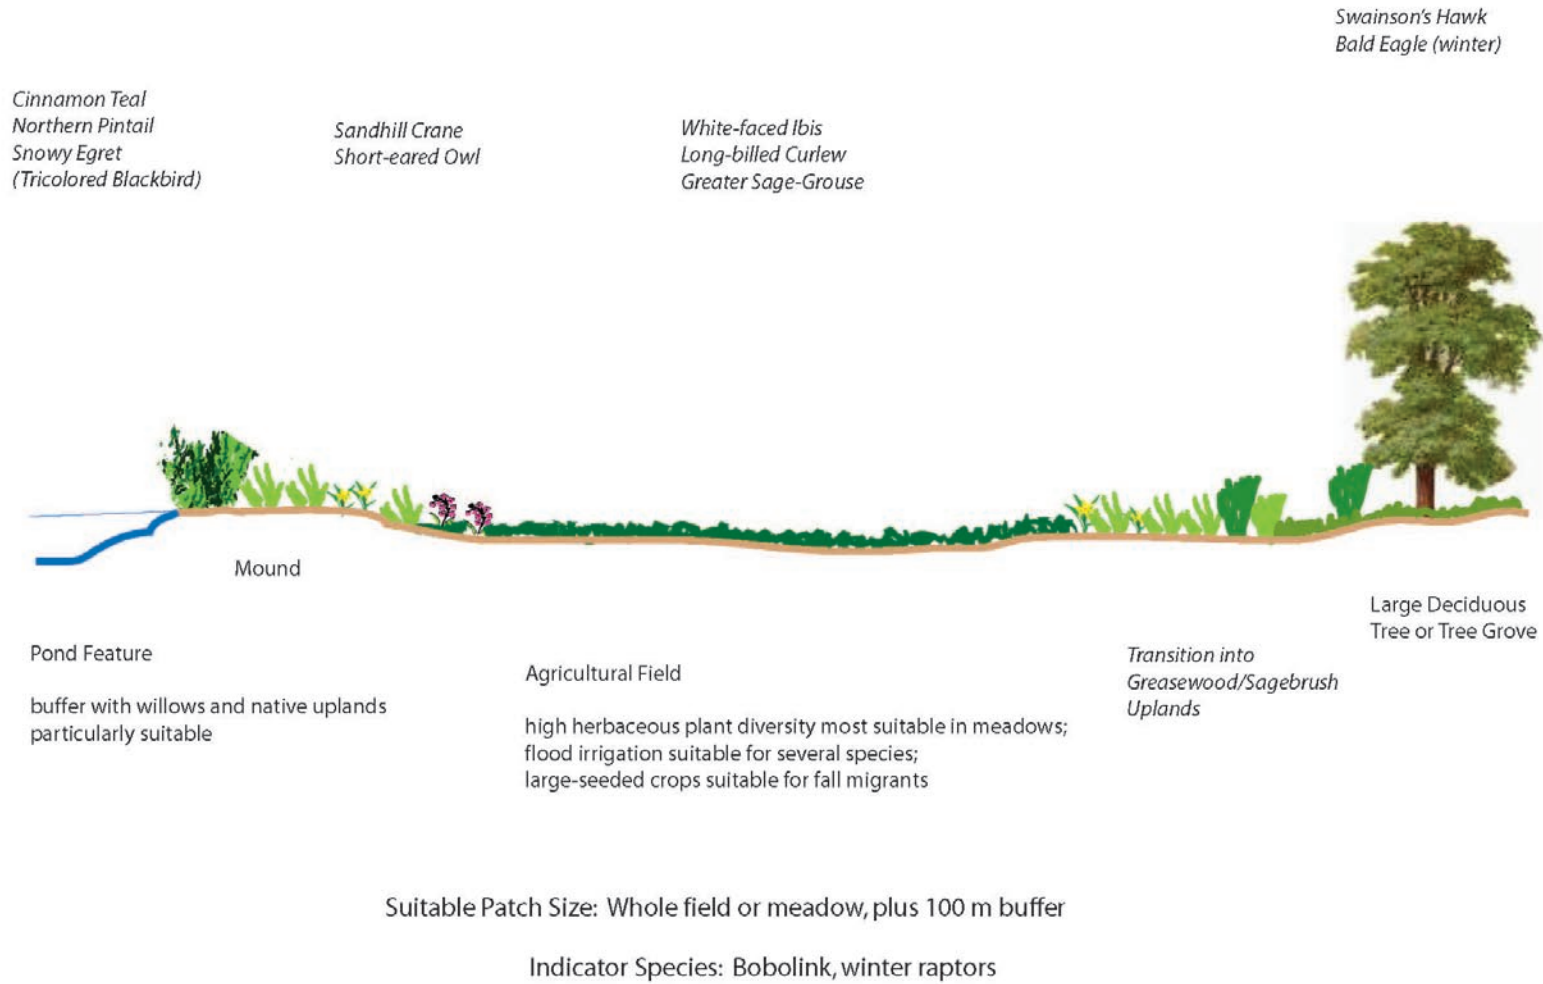 Swainson's Hawk
Bald Eagle (winter)
Cinnamon Teal
Northern Pintail
Snowy Egret
(Tricolored Blackbird)
Sandhill Crane
Short-eared Owl
White-faced Ibis
Long-billed Curlew
Greater Sage-Grouse
Mound
Pond Feature
buffer with willows and native uplands
particularly suitable
Agricultural Field
high herbaceous plant diversity most suitable in meadows;
flood irrigation suitable for several species;
large-seeded crops suitable for fall migrants
Transition into
Greasewood/Sagebrush
Uplands
Large Deciduous
Tree or Tree Grove
Suitable Patch Size: Whole field or meadow, plus 100 m buffer
Indicator Species: Bobolink, winter raptors